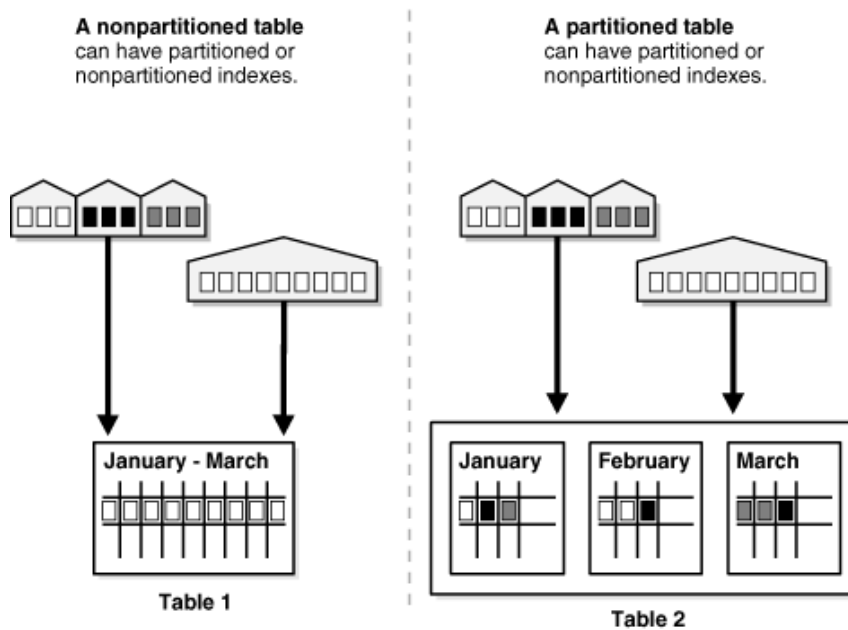 A nonpartitioned table
can have partitioned or
nonpartitioned indexes.
A partitioned table
can have partitioned or
nonpartitioned indexes.
January - March
Table 1
January
February
March
Table 2